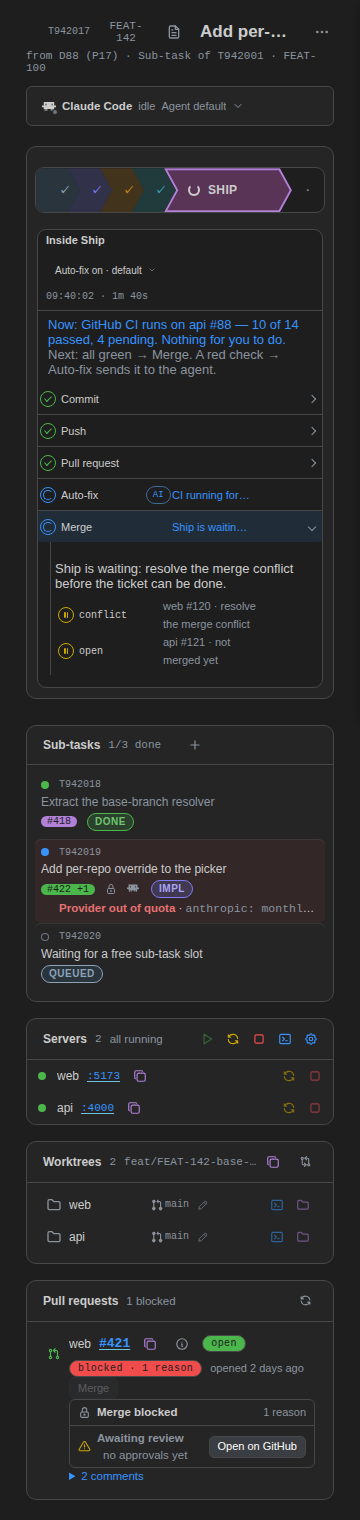 T942017 FEAT-142 Add per-…
from D88 (P17) · Sub-task of T942001 · FEAT-100
Claude Code idle Agent default
SHIP
Inside Ship
Auto-fix on · default
09:40:02 · 1m 40s
Now: GitHub CI runs on api #88 — 10 of 14
passed, 4 pending. Nothing for you to do.
Next: all green → Merge. A red check →
Auto-fix sends it to the agent.
Commit
Push
Pull request
Auto-fix AI CI running for…
Merge Ship is waitin…
Ship is waiting: resolve the merge conflict
before the ticket can be done.
conflict web #120 · resolve
the merge conflict
open api #121 · not
merged yet
Sub-tasks 1/3 done
T942018
Extract the base-branch resolver
#418 DONE
T942019
Add per-repo override to the picker
#422 +1 IMPL
Provider out of quota · anthropic: monthl…
T942020
Waiting for a free sub-task slot
QUEUED
Servers 2 all running
web :5173
api :4000
Worktrees 2 feat/FEAT-142-base-…
web main
api main
Pull requests 1 blocked
web #421 open
blocked · 1 reason opened 2 days ago
Merge
Merge blocked 1 reason
Awaiting review
no approvals yet Open on GitHub
2 comments